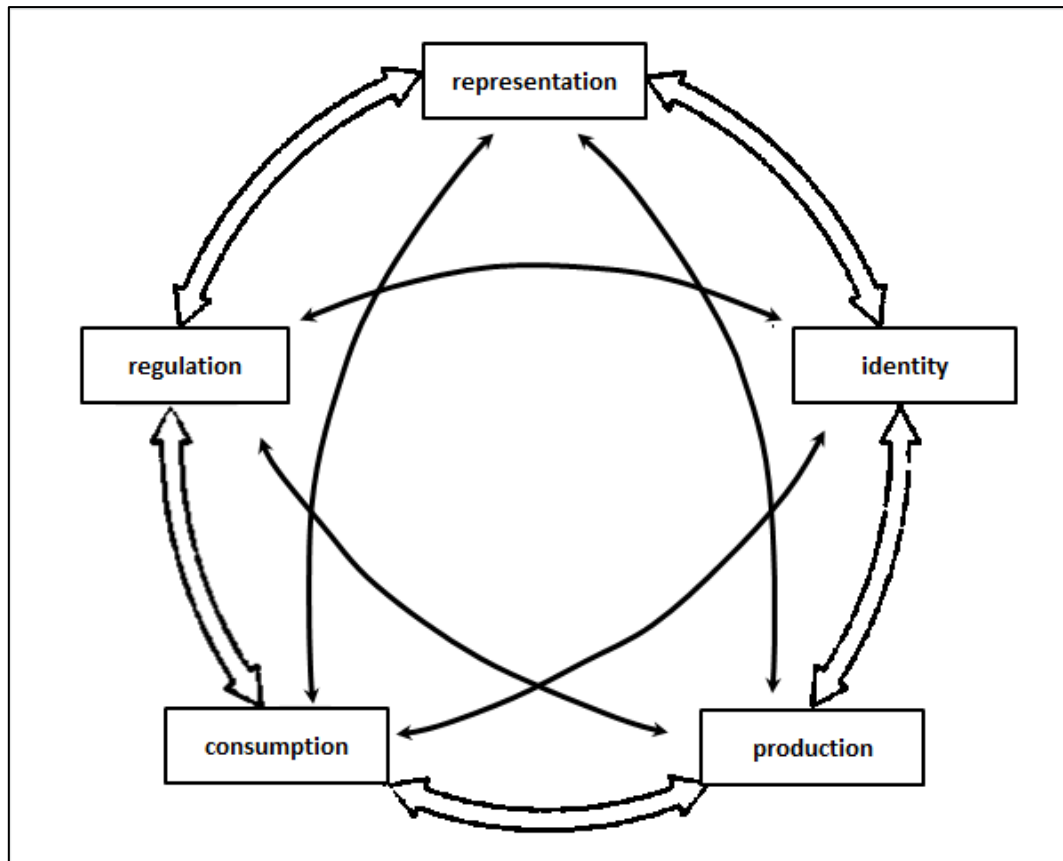 representation
regulation
identity
consumption
production